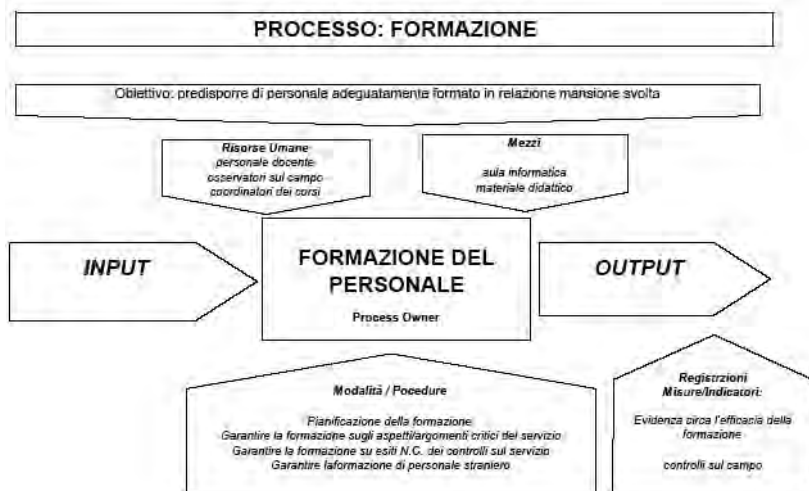 PROCESSO: FORMAZIONE
Obiettivo: predisporre di personale adeguatamente formato in relazione mansione svolta
Risorse Umane
personale docente
osservatori sul campo
coordinatori dei corsi
Mezzi
aula informatica
materiale didattico
INPUT
FORMAZIONE DEL
PERSONALE
Process Owner
OUTPUT
Modalità / Pocedure
Pianificazione della formazione
Garantire la formazione sugli aspetti/argomenti critici del servizio
Garantire la formazione su esiti N.C. dei controlli sul servizio
Garantire laformazione di personale straniero
Registrzioni
Misure/Indicatori:
Evidenza circa l'efficacia della
formazione
controlli sul campo